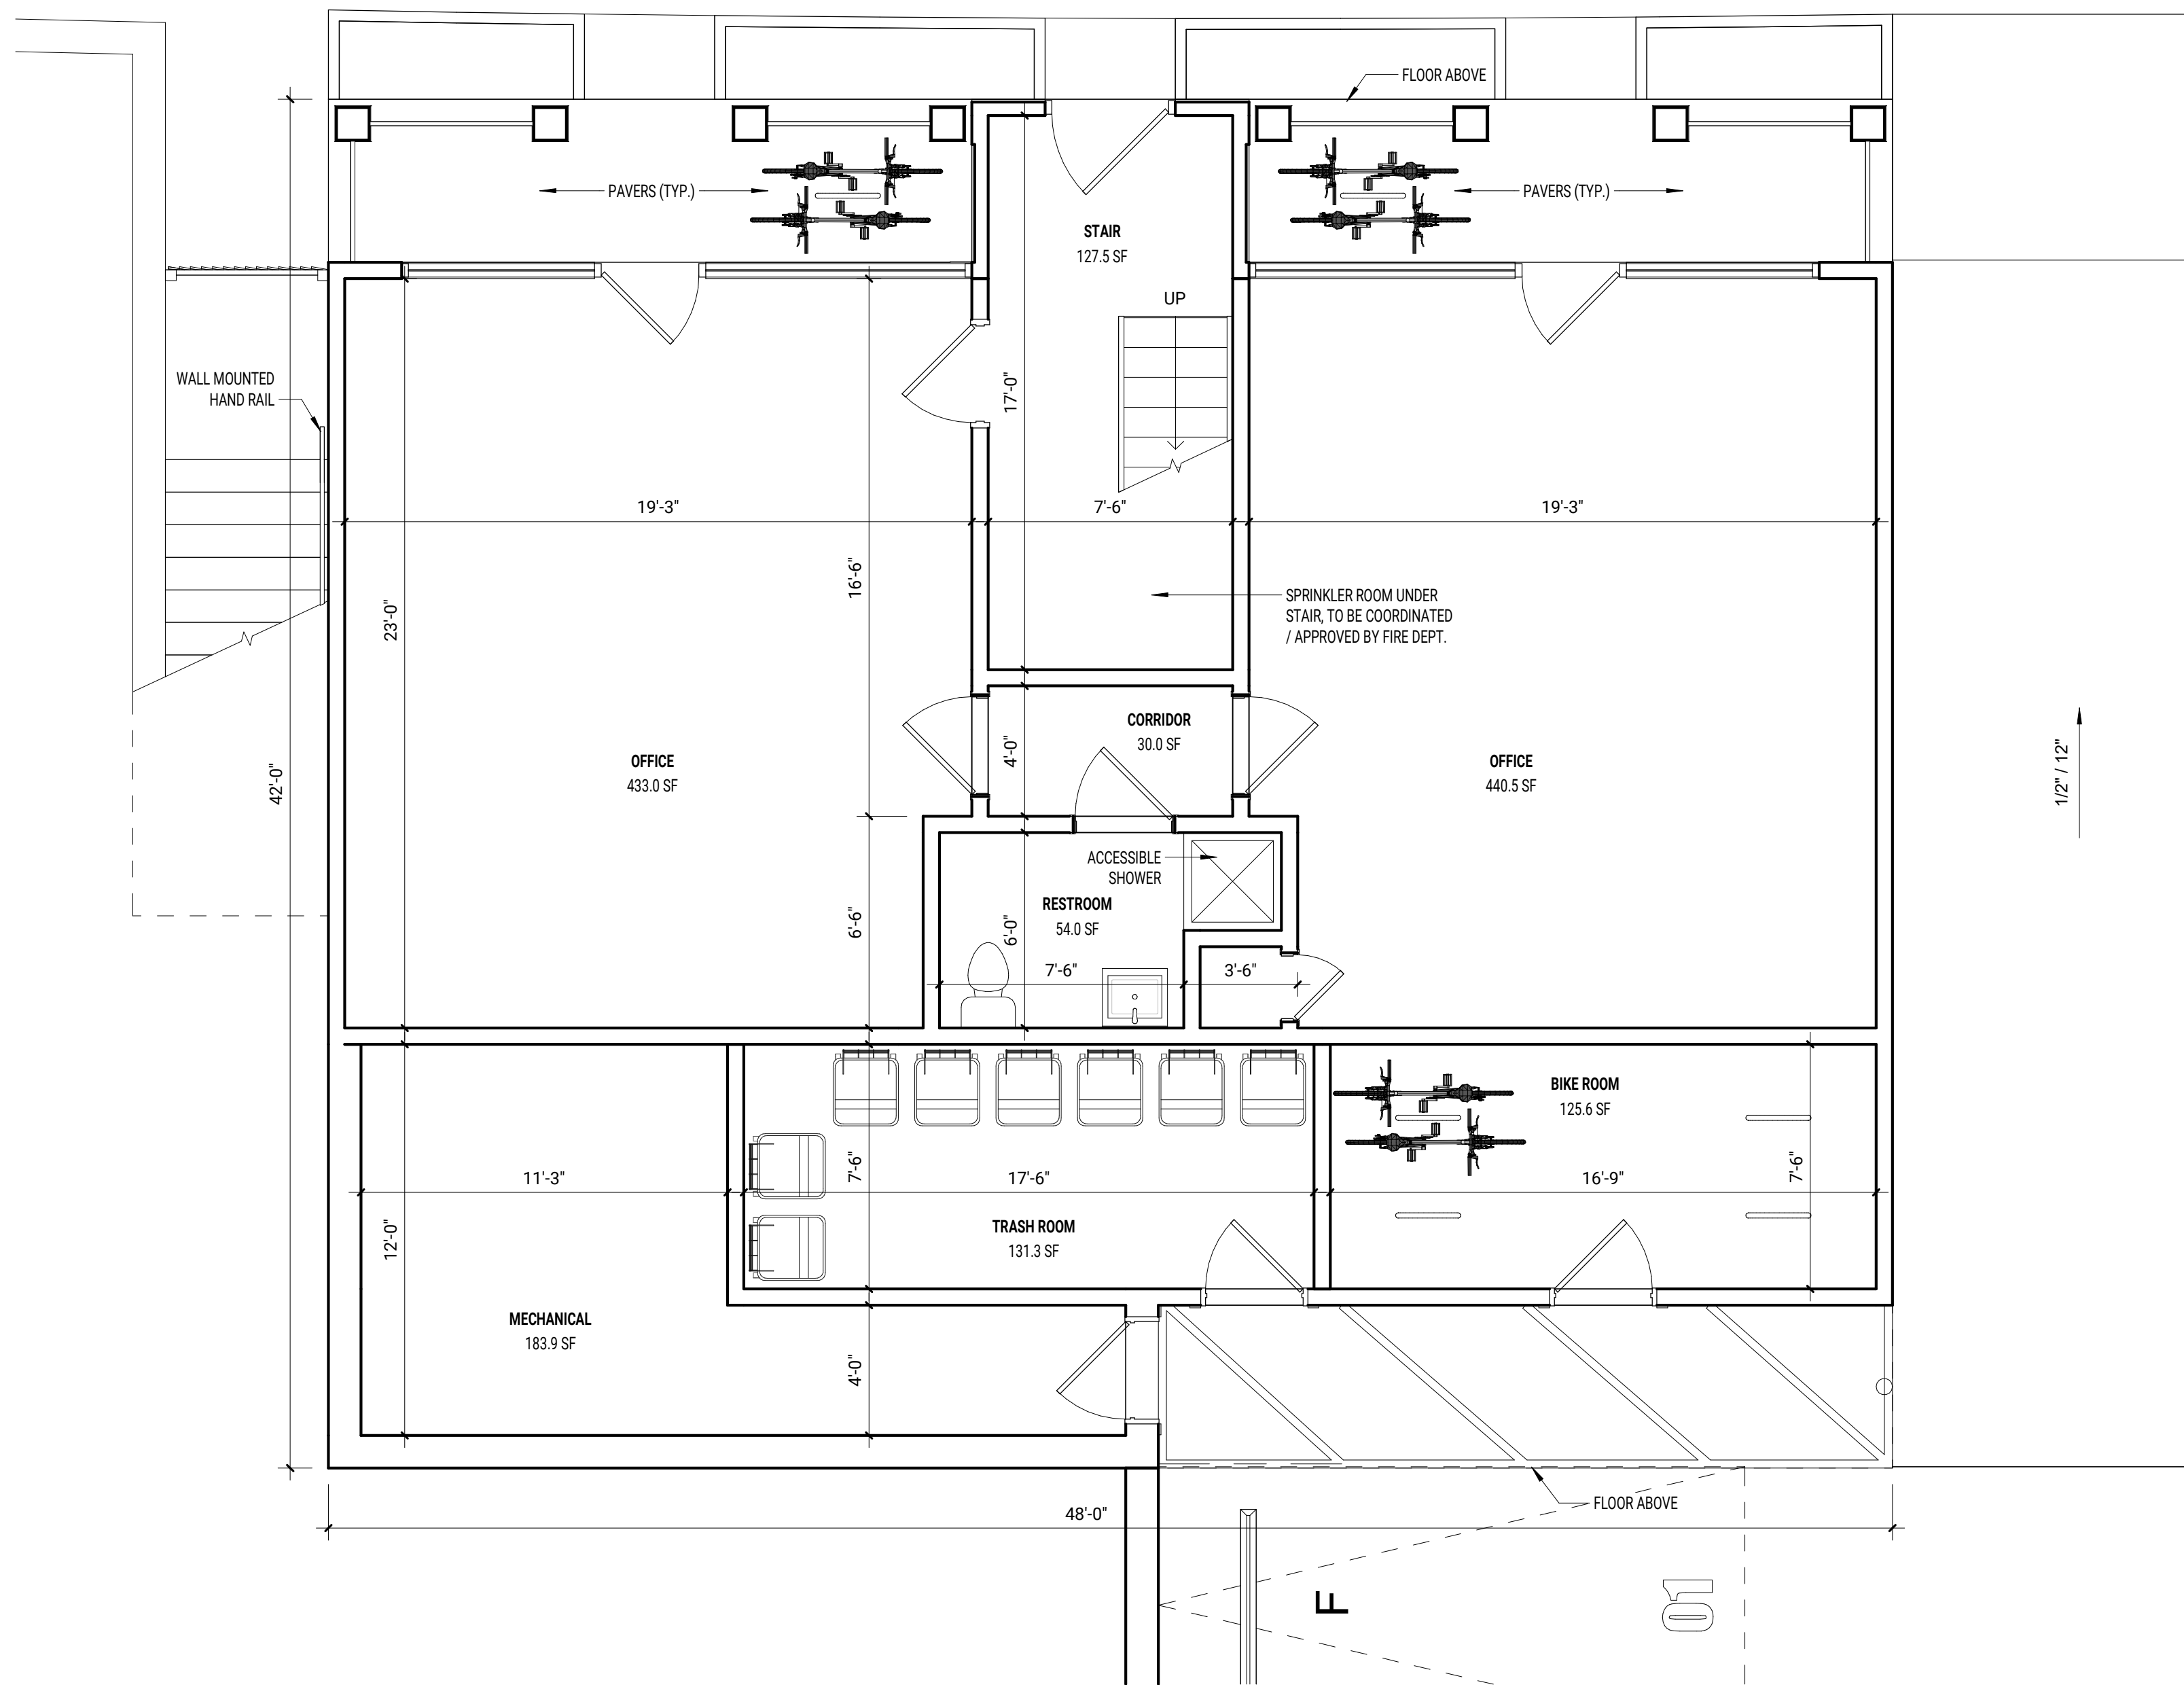 FLOOR ABOVE
PAVERS (TYP.)
PAVERS (TYP.)
STAIR
127.5 SF
UP
WALL MOUNTED
HAND RAIL
17'-0"
19'-3"
7'-6"
19'-3"
16'-6"
23'-0"
SPRINKLER ROOM UNDER
STAIR, TO BE COORDINATED
/ APPROVED BY FIRE DEPT.
CORRIDOR
30.0 SF
4'-0"
OFFICE
433.0 SF
OFFICE
440.5 SF
42'-0"
1/2" / 12"
ACCESSIBLE
SHOWER
RESTROOM
54.0 SF
6'-6"
6'-0"
7'-6"
3'-6"
BIKE ROOM
125.6 SF
11'-3"
7'-6"
17'-6"
16'-9"
7'-6"
12'-0"
TRASH ROOM
131.3 SF
MECHANICAL
183.9 SF
4'-0"
FLOOR ABOVE
48'-0"
F
01